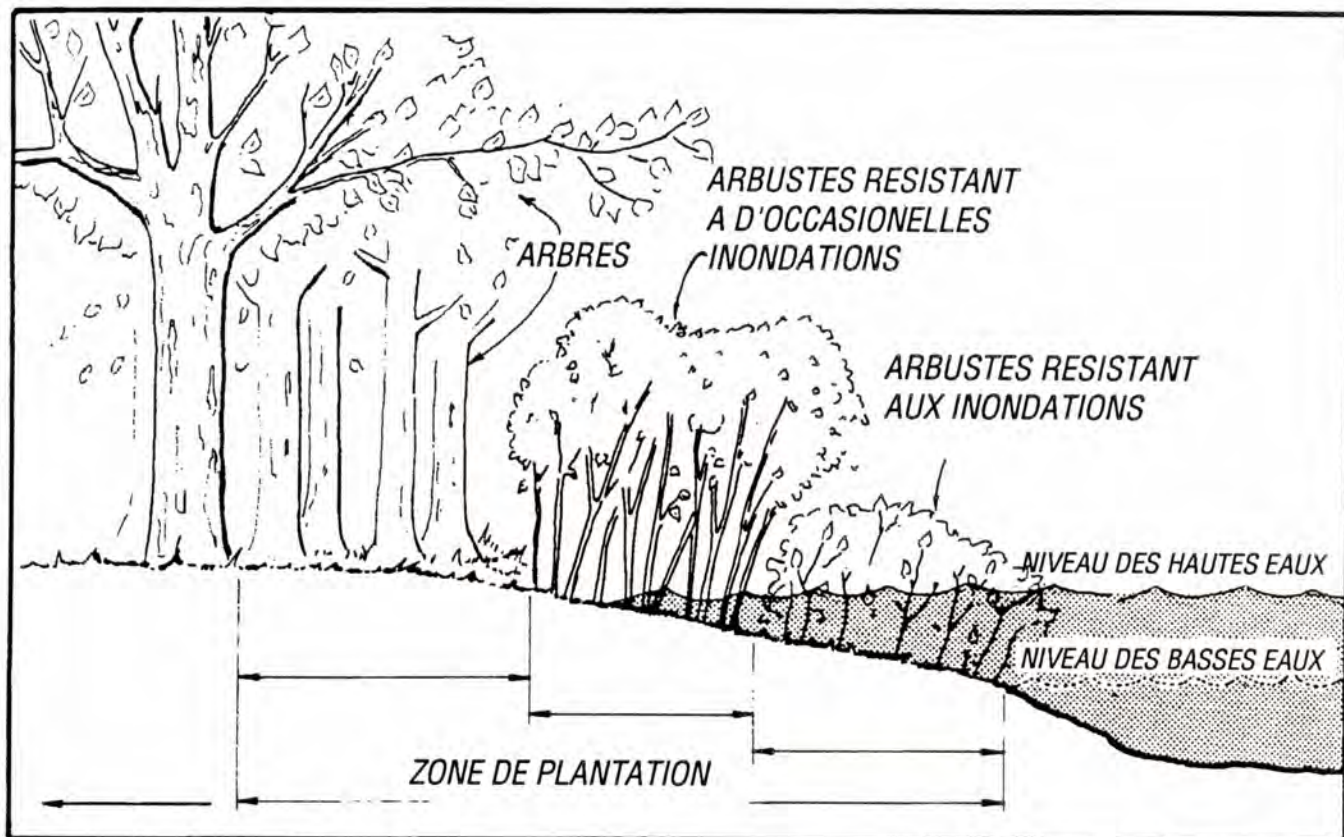 ARBUSTES RESISTANT
A D'OCCASIONELLES
INONDATIONS
ARBRES
ARBUSTES RESISTANT
AUX INONDATIONS
NIVEAU DES HAUTES EAUX
NIVEAU DES BASSES EAUX
ZONE DE PLANTATION